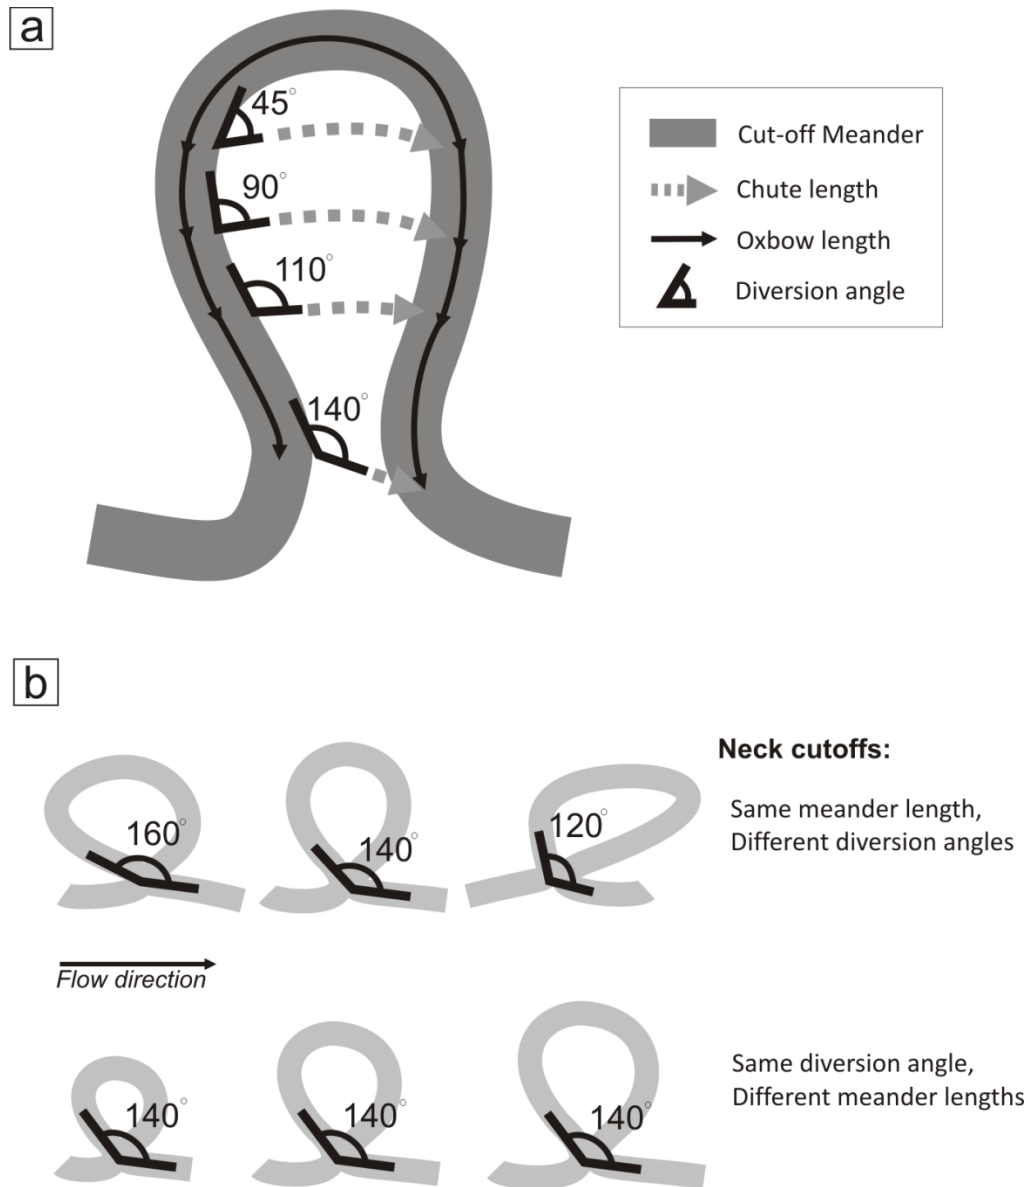 a
45°
90°
110°
140°
Cut-off Meander
Chute length
Oxbow length
Diversion angle
b
Neck cutoffs:
160°
140°
120°
Same meander length,
Different diversion angles
Flow direction
140°
140°
140°
Same diversion angle,
Different meander lengths